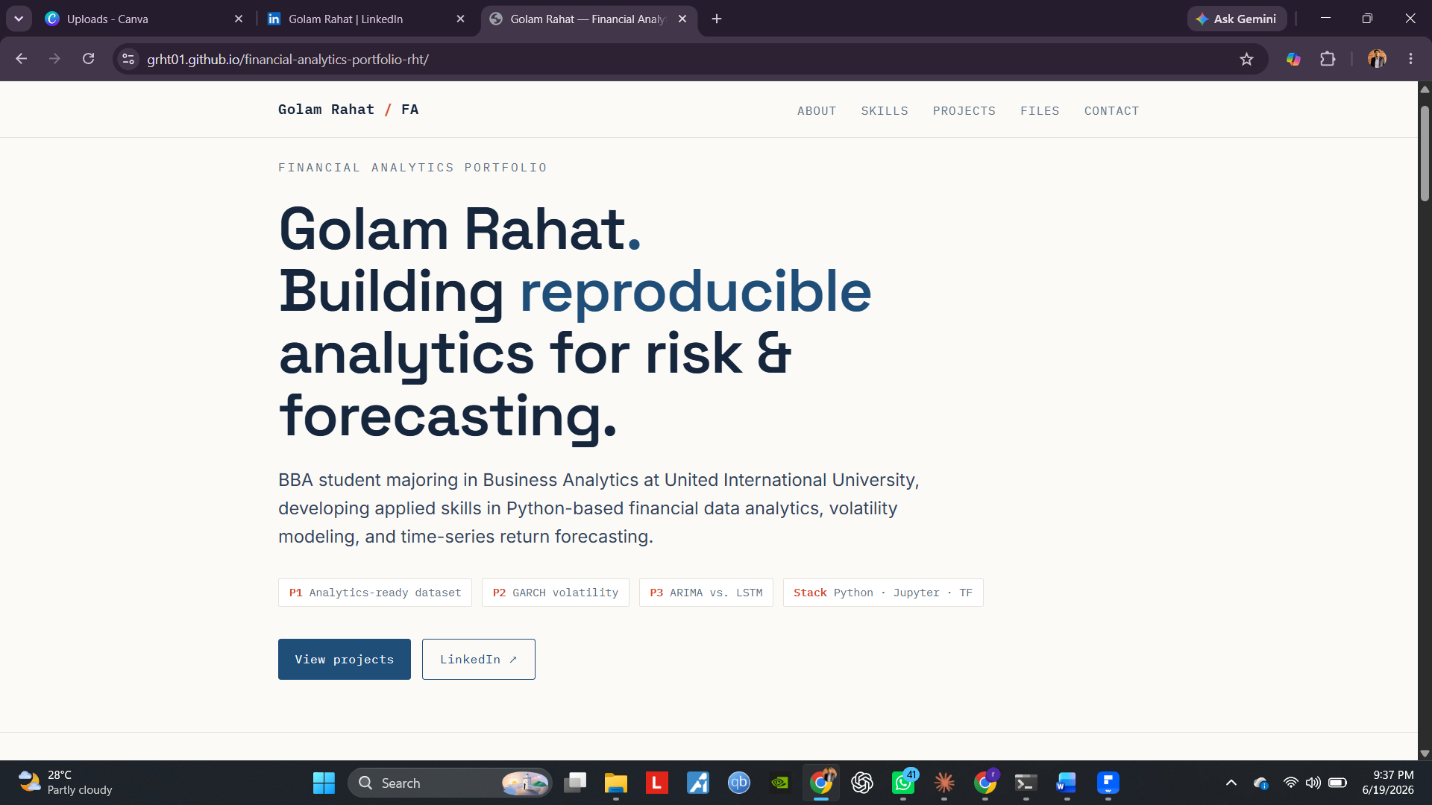 Uploads - Canva
Golam Rahat | LinkedIn
Golam Rahat — Financial Analy
Ask Gemini
grht01.github.io/financial-analytics-portfolio-rht/
Golam Rahat / FA
ABOUT SKILLS PROJECTS FILES CONTACT
FINANCIAL ANALYTICS PORTFOLIO
Golam Rahat.
Building reproducible
analytics for risk &
forecasting.
BBA student majoring in Business Analytics at United International University,
developing applied skills in Python-based financial data analytics, volatility
modeling, and time-series return forecasting.
P1 Analytics-ready dataset
P2 GARCH volatility
P3 ARIMA vs. LSTM
Stack Python · Jupyter · TF
View projects
LinkedIn ↗
28°C
Partly cloudy
Search
L
qb
41
r
W
9:37 PM
6/19/2026